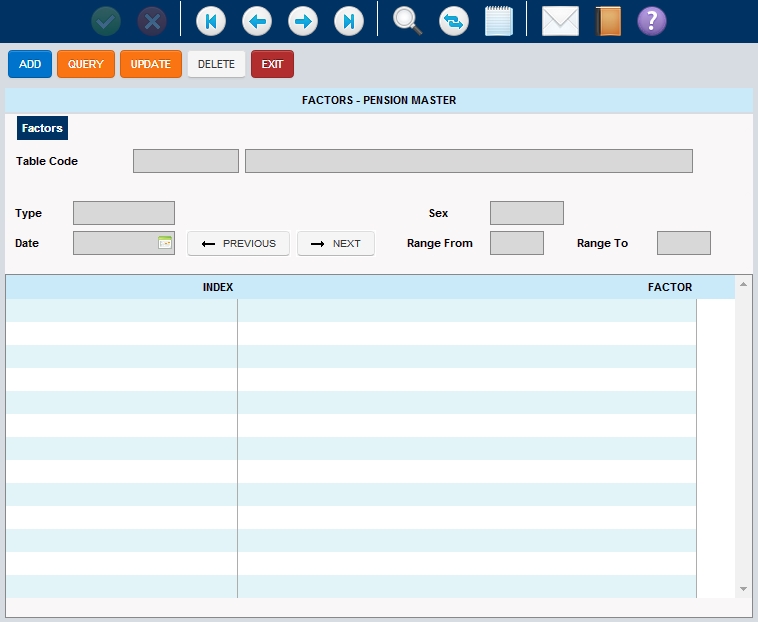 ?
ADD QUERY UPDATE DELETE EXIT
FACTORS - PENSION MASTER
Factors
Table Code
Type Sex
Date PREVIOUS NEXT Range From Range To
INDEX FACTOR